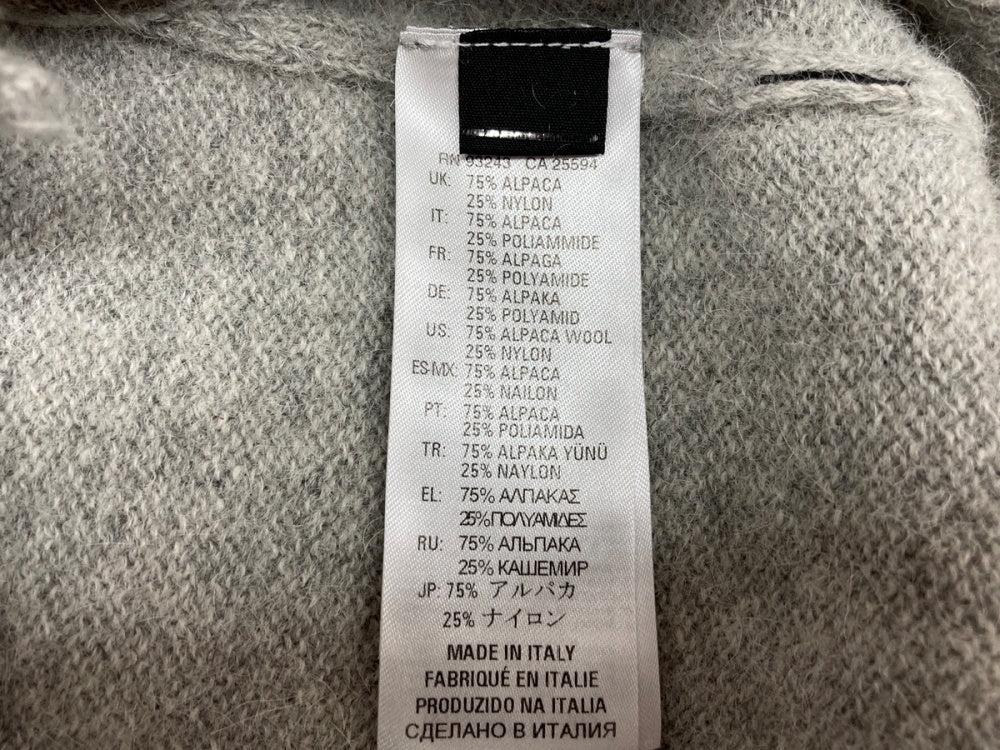 RN 93243 CA 25594
UK: 75% ALPACA
25% NYLON
IT: 75% ALPACA
25% POLIAMMIDE
FR: 75% ALPAGA
25% POLYAMIDE
DE: 75% ALPAKA
25% POLYAMID
US: 75% ALPACA WOOL
25% NYLON
ES-MX: 75% ALPACA
25% NAILON
PT: 75% ALPACA
25% POLIAMIDA
TR: 75% ALPAKA YÜNÜ
25% NAYLON
EL: 75% ΑΛΠΑΚΑΣ
25% ΠΟΛΥΑΜΙΔΕΣ
RU: 75% АЛЬПАКА
25% КАШЕМИР
JP: 75% アルパカ
25% ナイロン
MADE IN ITALY
FABRIQUÉ EN ITALIE
PRODUZIDO NA ITALIA
СДЕЛАНО В ИТАЛИЯ